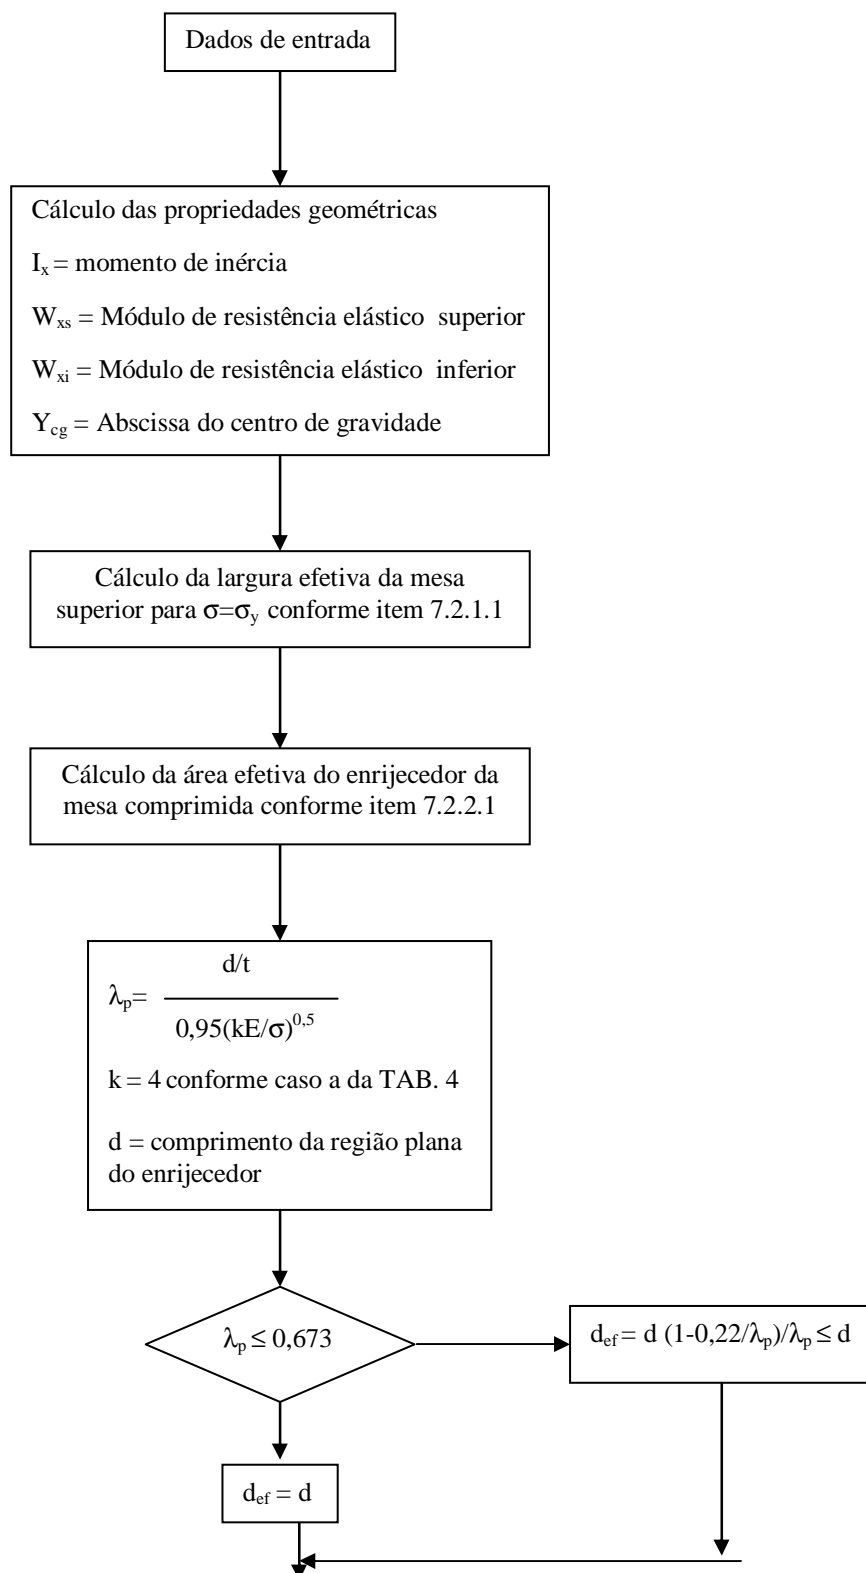 Dados de entrada
Cálculo das propriedades geométricas
Iₓ = momento de inércia
Wₓₛ = Módulo de resistência elástico superior
Wₓᵢ = Módulo de resistência elástico inferior
Y_cg = Abscissa do centro de gravidade
Cálculo da largura efetiva da mesa
superior para σ=σ_y conforme item 7.2.1.1
Cálculo da área efetiva do enrijecedor da
mesa comprimida conforme item 7.2.2.1
d/t
λₚ=
0,95(kE/σ)^0,5
k = 4 conforme caso a da TAB. 4
d = comprimento da região plana
do enrijecedor
λₚ ≤ 0,673
d_ef = d (1-0,22/λₚ)/λₚ ≤ d
d_ef = d